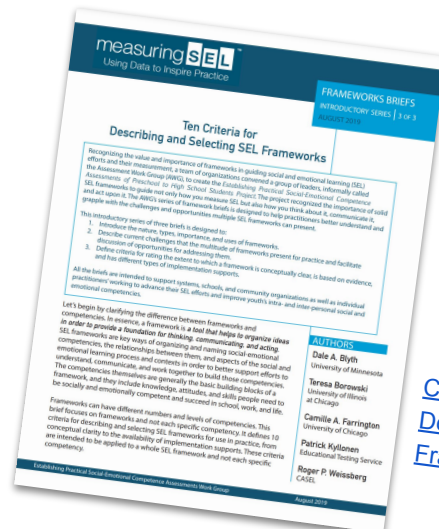 measuring SEL™
Using Data to Inspire Practice
FRAMEWORKS BRIEFS
INTRODUCTORY SERIES | 3 OF 3
AUGUST 2019
Ten Criteria for
Describing and Selecting SEL Frameworks
Recognizing the value and importance of frameworks in guiding social and emotional learning (SEL)
efforts and their measurement, a team of organizations convened a group of leaders, informally called
the Assessment Work Group (AWG), to create the Establishing Practical Social-Emotional Competence
Assessments of Preschool to High School Students Project. The project recognized the importance of solid
SEL frameworks to guide not only how you measure SEL but also how you think about it, communicate it,
and act upon it. The AWG's series of framework briefs is designed to help practitioners better understand and
grapple with the challenges and opportunities multiple SEL frameworks can present.
This introductory series of three briefs is designed to:
1. Introduce the nature, types, importance, and uses of frameworks.
2. Describe current challenges that the multitude of frameworks present for practice and facilitate
discussion of opportunities for addressing them.
3. Define criteria for rating the extent to which a framework is conceptually clear, is based on evidence,
and has different types of implementation supports.
All the briefs are intended to support systems, schools, and community organizations as well as individual
practitioners working to advance their SEL efforts and improve youth's intra- and inter-personal social and
emotional competencies.
Let's begin by clarifying the difference between frameworks and
competencies. In essence, a framework is a tool that helps to organize ideas
in order to provide a foundation for thinking, communicating, and acting.
SEL frameworks are key ways of organizing and naming social-emotional
competencies, the relationships between them, and aspects of the social and
emotional learning process and contexts in order to better support efforts to
understand, communicate, and work together to build those competencies.
The competencies themselves are generally the basic building blocks of a
framework, and they include knowledge, attitudes, and skills people need to
be socially and emotionally competent and succeed in school, work, and life.
Frameworks can have different numbers and levels of competencies. This
brief focuses on frameworks and not each specific competency. It defines 10
criteria for describing and selecting SEL frameworks for use in practice, from
conceptual clarity to the availability of implementation supports. These criteria
are intended to be applied to a whole SEL framework and not each specific
competency.
AUTHORS
Dale A. Blyth
University of Minnesota
Teresa Borowski
University of Illinois
at Chicago
Camille A. Farrington
University of Chicago
Patrick Kyllonen
Educational Testing Service
Roger P. Weissberg
CASEL
Establishing Practical Social-Emotional Competence Assessments Work Group
August 2019